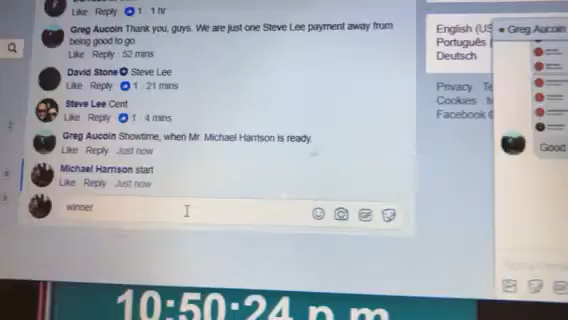 Like Reply 1 1 hr
Greg Aucoin Thank you, guys. We are just one Steve Lee payment away from
being good to go.
Like Reply 52 mins
David Stone Steve Lee
Like Reply 1 21 mins
Steve Lee Cent
Like Reply 1 4 mins
Greg Aucoin Showtime, when Mr. Michael Harrison is ready.
Like Reply Just now
Michael Harrison start
Like Reply Just now
winner
GIF
English (US
Português
Deutsch
Privacy Te
Cookies
Facebook ©
Greg Aucoin
Good
10:50:24 p.m